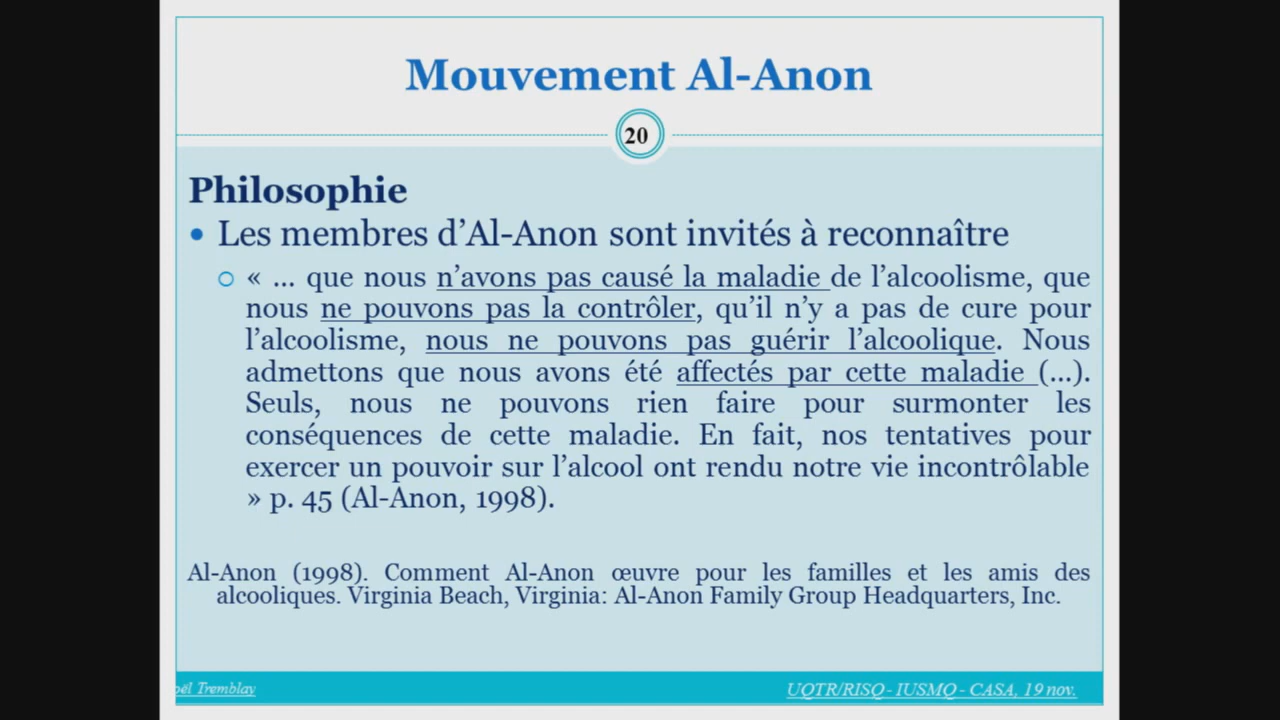 Mouvement Al-Anon
20
Philosophie
• Les membres d’Al-Anon sont invités à reconnaître
« ... que nous n’avons pas causé la maladie de l’alcoolisme, que
nous ne pouvons pas la contrôler, qu’il n’y a pas de cure pour
l’alcoolisme, nous ne pouvons pas guérir l’alcoolique. Nous
admettons que nous avons été affectés par cette maladie (...).
Seuls, nous ne pouvons rien faire pour surmonter les
conséquences de cette maladie. En fait, nos tentatives pour
exercer un pouvoir sur l’alcool ont rendu notre vie incontrôlable
» p. 45 (Al-Anon, 1998).
Al-Anon (1998). Comment Al-Anon œuvre pour les familles et les amis des
alcooliques. Virginia Beach, Virginia: Al-Anon Family Group Headquarters, Inc.
oël Tremblay
UQTR/RISQ - IUSMQ - CASA, 19 nov.